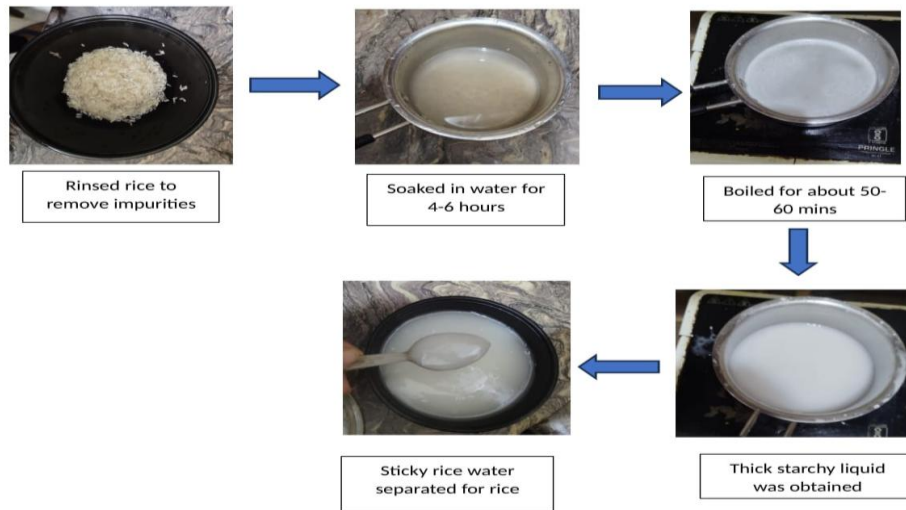 Rinsed rice to
remove impurities
Soaked in water for
4-6 hours
PRINGLE
Boiled for about 50-
60 mins
Thick starchy liquid
was obtained
Sticky rice water
separated for rice